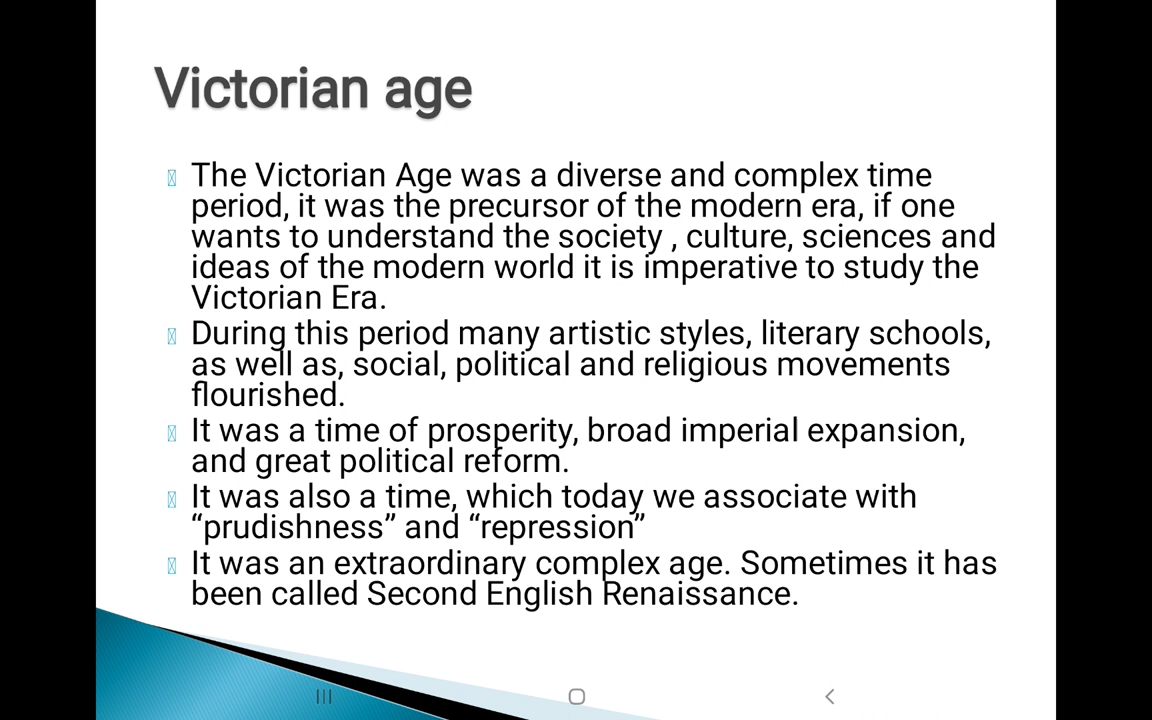 Victorian age
The Victorian Age was a diverse and complex time
period, it was the precursor of the modern era, if one
wants to understand the society , culture, sciences and
ideas of the modern world it is imperative to study the
Victorian Era.
During this period many artistic styles, literary schools,
as well as, social, political and religious movements
flourished.
It was a time of prosperity, broad imperial expansion,
and great political reform.
It was also a time, which today we associate with
“prudishness” and “repression”
It was an extraordinary complex age. Sometimes it has
been called Second English Renaissance.